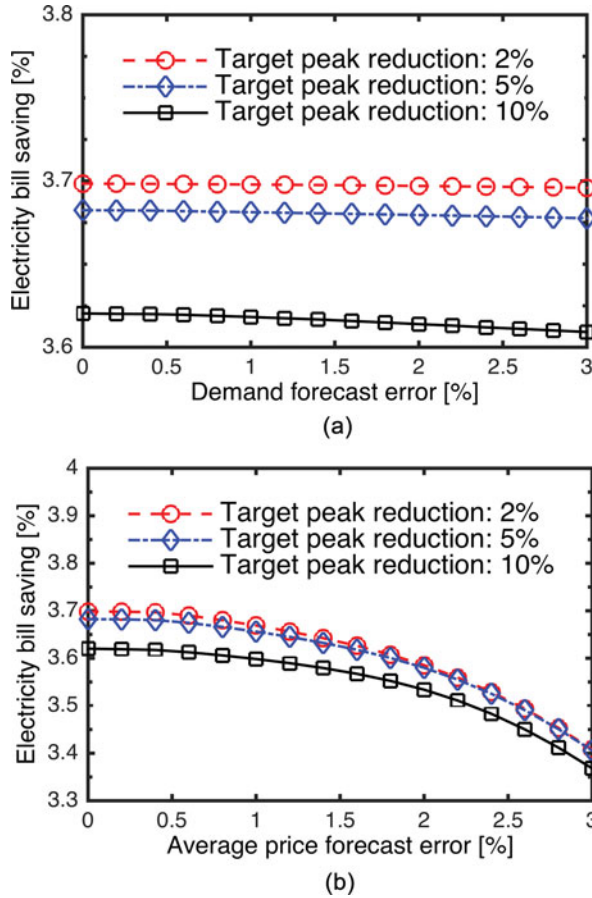 3.8
Target peak reduction: 2%
Target peak reduction: 5%
Target peak reduction: 10%
3.7
3.6
Electricity bill saving [%]
0 0.5 1 1.5 2 2.5 3
Demand forecast error [%]
(a)
4
3.9
Target peak reduction: 2%
Target peak reduction: 5%
3.8
Target peak reduction: 10%
3.7
3.6
3.5
3.4
3.3
Electricity bill saving [%]
0 0.5 1 1.5 2 2.5 3
Average price forecast error [%]
(b)